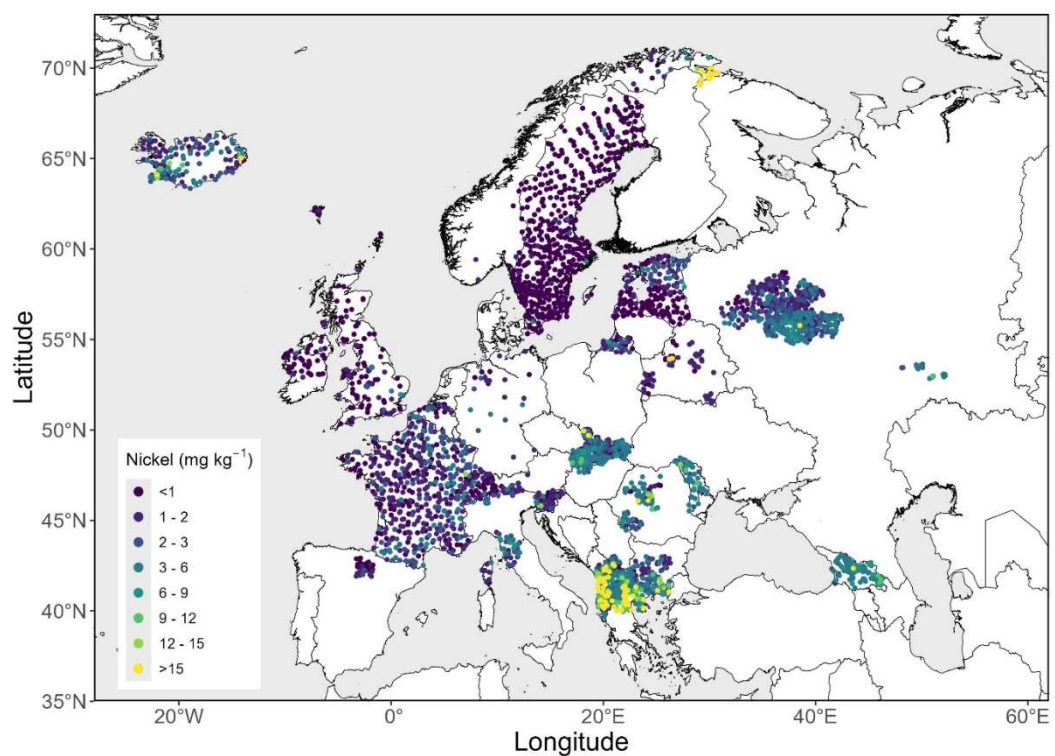 70°N
65°N
60°N
55°N
50°N
45°N
40°N
35°N
Latitude
Nickel (mg kg⁻¹)
<1
1 - 2
2 - 3
3 - 6
6 - 9
9 - 12
12 - 15
>15
20°W
0°
20°E
40°E
60°E
Longitude